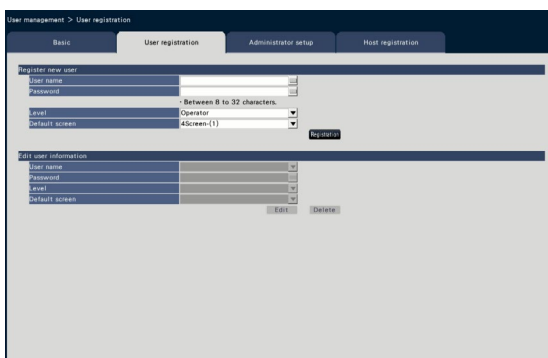 User management > User registration
Basic User registration Administrator setup Host registration
Register new user
User name
Password
・Between 8 to 32 characters.
Level Operator
Default screen 4Screen-(1)
Registration
Edit user information
User name
Password
Level
Default screen
Edit Delete